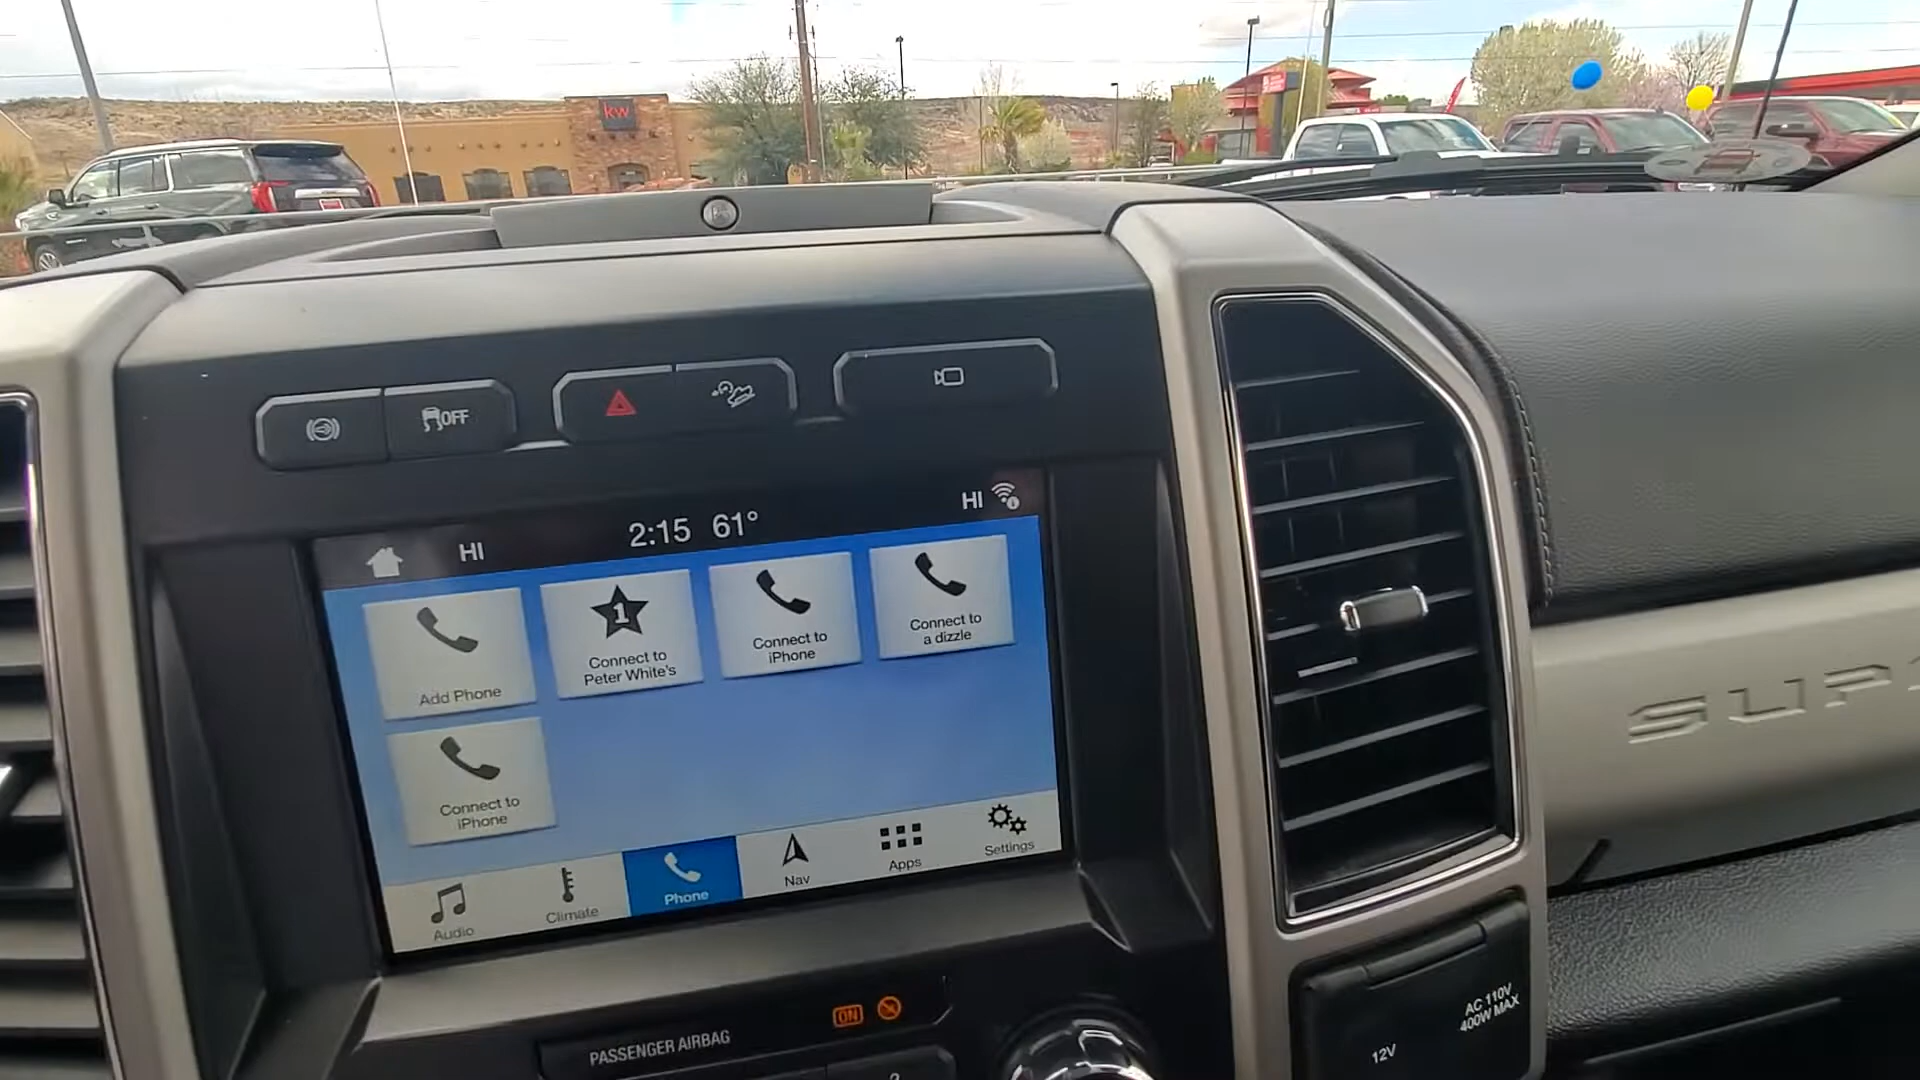 kw
OFF
HI
2:15 61°
HI
Add Phone
1
Connect to
Peter White's
Connect to
iPhone
Connect to
a dizzle
Connect to
iPhone
Audio
Climate
Phone
Nav
Apps
Settings
SUP
PASSENGER AIRBAG
ON
12V
AC 110V
400W MAX